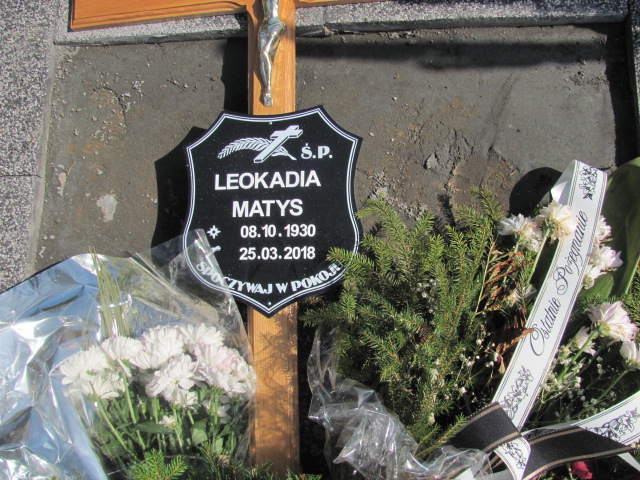 Ś.P.
LEOKADIA
MATYS
08.10.1930
25.03.2018
SPOCZYWAJ W POKOJU
Ostatnie Pożegnanie